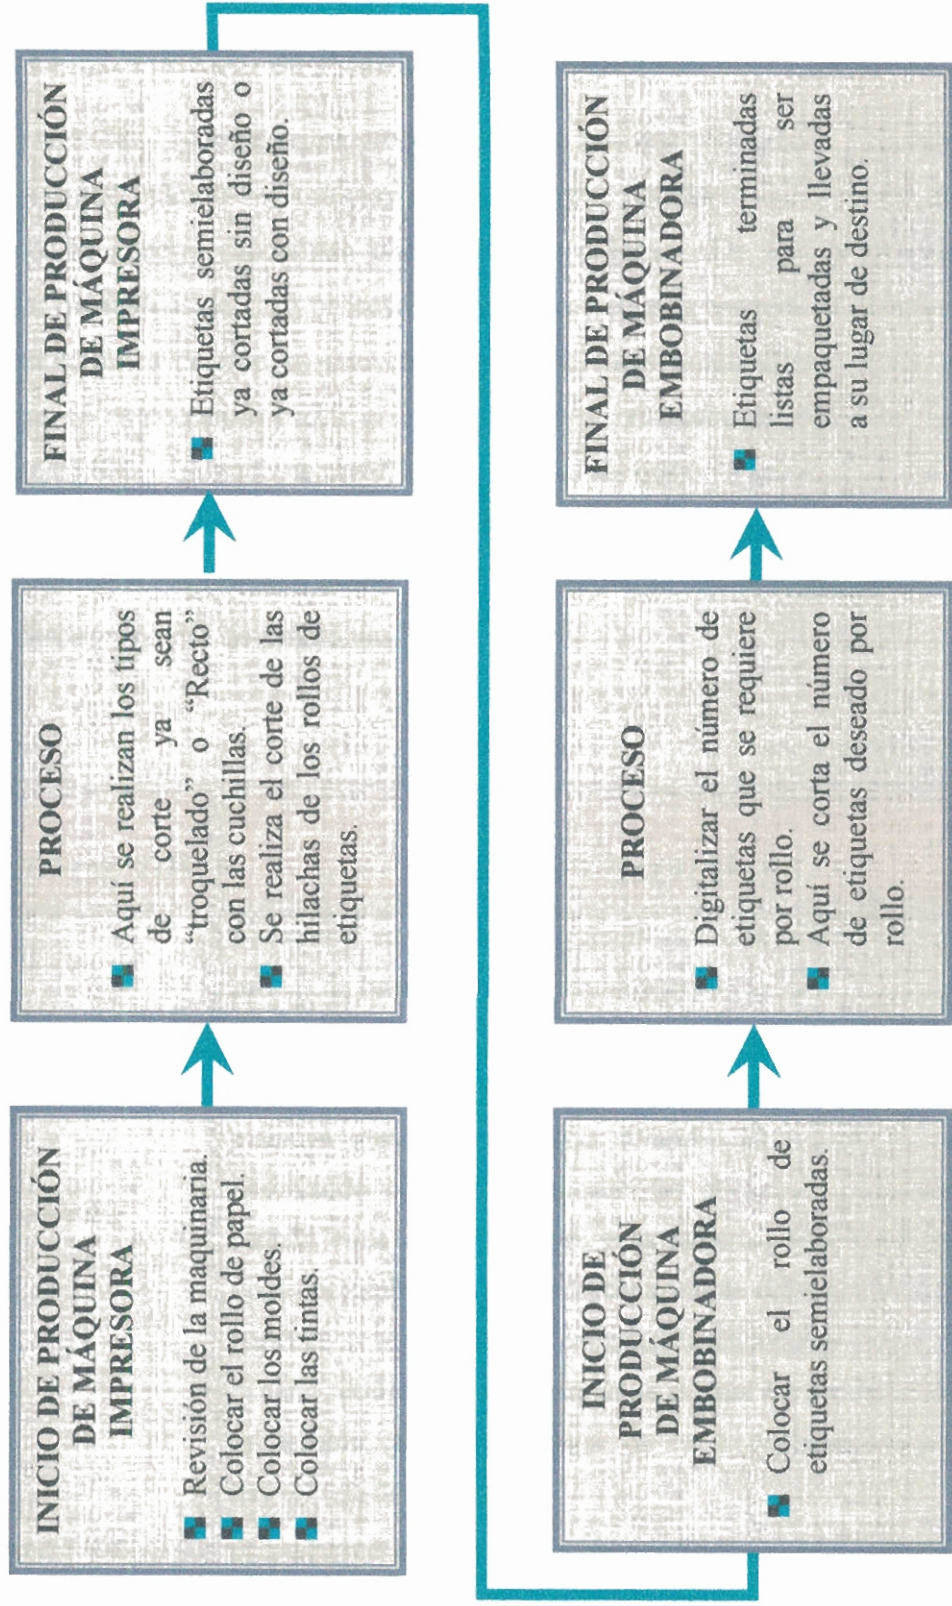 INICIO DE PRODUCCIÓN
DE MÁQUINA
IMPRESORA
Revisión de la maquinaria.
Colocar el rollo de papel.
Colocar los moldes.
Colocar las tintas.
PROCESO
Aquí se realizan los tipos
de corte ya sean
“troquelado” o “Recto”
con las cuchillas.
Se realiza el corte de las
hilachas de los rollos de
etiquetas.
FINAL DE PRODUCCIÓN
DE MÁQUINA
IMPRESORA
Etiquetas semielaboradas
ya cortadas sin diseño o
ya cortadas con diseño.
INICIO DE
PRODUCCIÓN
DE MÁQUINA
EMBOBINADORA
Colocar el rollo de
etiquetas semielaboradas.
PROCESO
Digitalizar el número de
etiquetas que se requiere
por rollo.
Aquí se corta el número
de etiquetas deseado por
rollo.
FINAL DE PRODUCCIÓN
DE MÁQUINA
EMBOBINADORA
Etiquetas terminadas
listas para ser
empaquetadas y llevadas
a su lugar de destino.